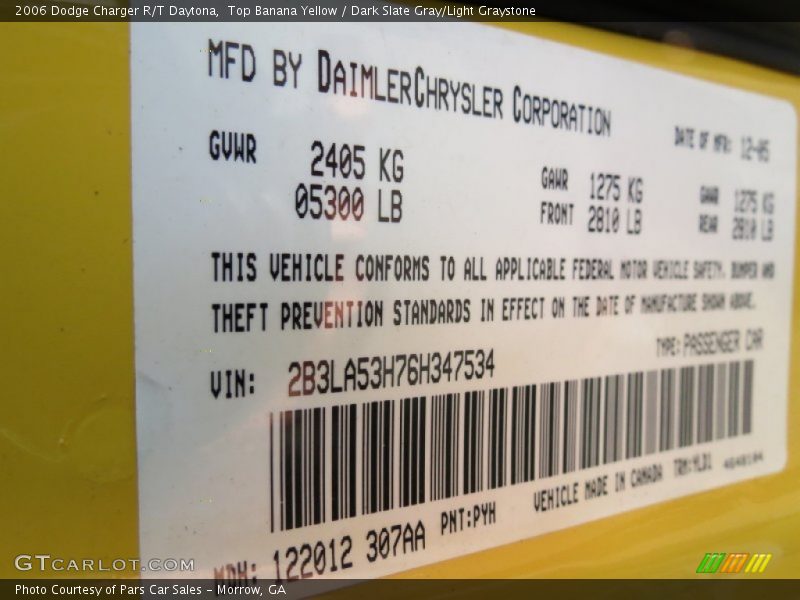 2006 Dodge Charger R/T Daytona, Top Banana Yellow / Dark Slate Gray/Light Graystone
MFD BY DAIMLERCHRYSLER CORPORATION
DATE OF MFR: 12-05
GVWR 2405 KG
05300 LB
GAWR 1275 KG
FRONT 2810 LB
GAWR 1275 KG
REAR 2810 LB
THIS VEHICLE CONFORMS TO ALL APPLICABLE FEDERAL MOTOR VEHICLE SAFETY, BUMPER AND
THEFT PREVENTION STANDARDS IN EFFECT ON THE DATE OF MANUFACTURE SHOWN ABOVE.
VIN: 2B3LA53H76H347534
TYPE: PASSENGER CAR
MDH: 122012 307AA PNT:PYH
VEHICLE MADE IN CANADA
GTCARLOT.COM
Photo Courtesy of Pars Car Sales – Morrow, GA